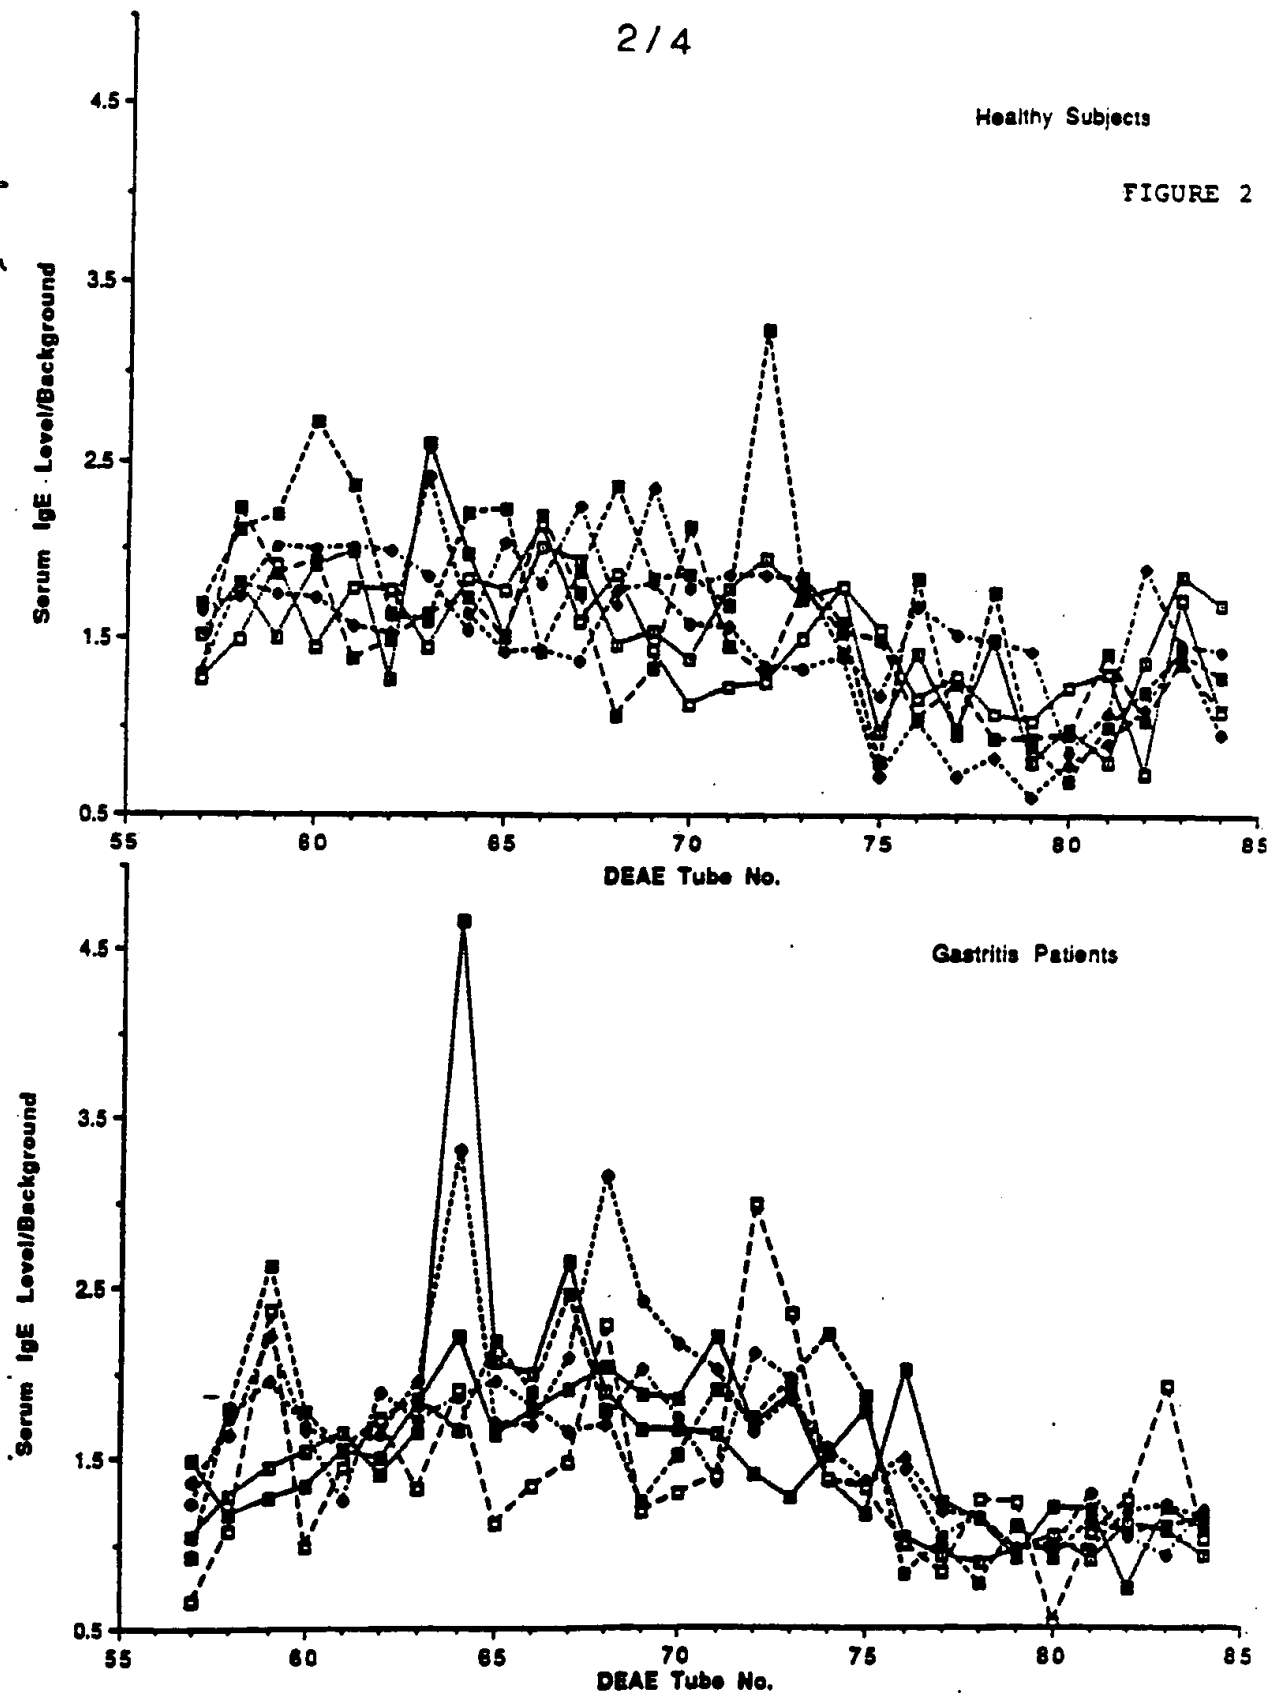 2/4
4.5
Healthy Subjects
FIGURE 2
3.5
Serum IgE Level/Background
2.5
1.5
0.5
55 60 65 70 75 80 85
DEAE Tube No.
4.5
Gastritis Patients
3.5
Serum IgE Level/Background
2.5
1.5
0.5
55 60 65 70 75 80 85
DEAE Tube No.